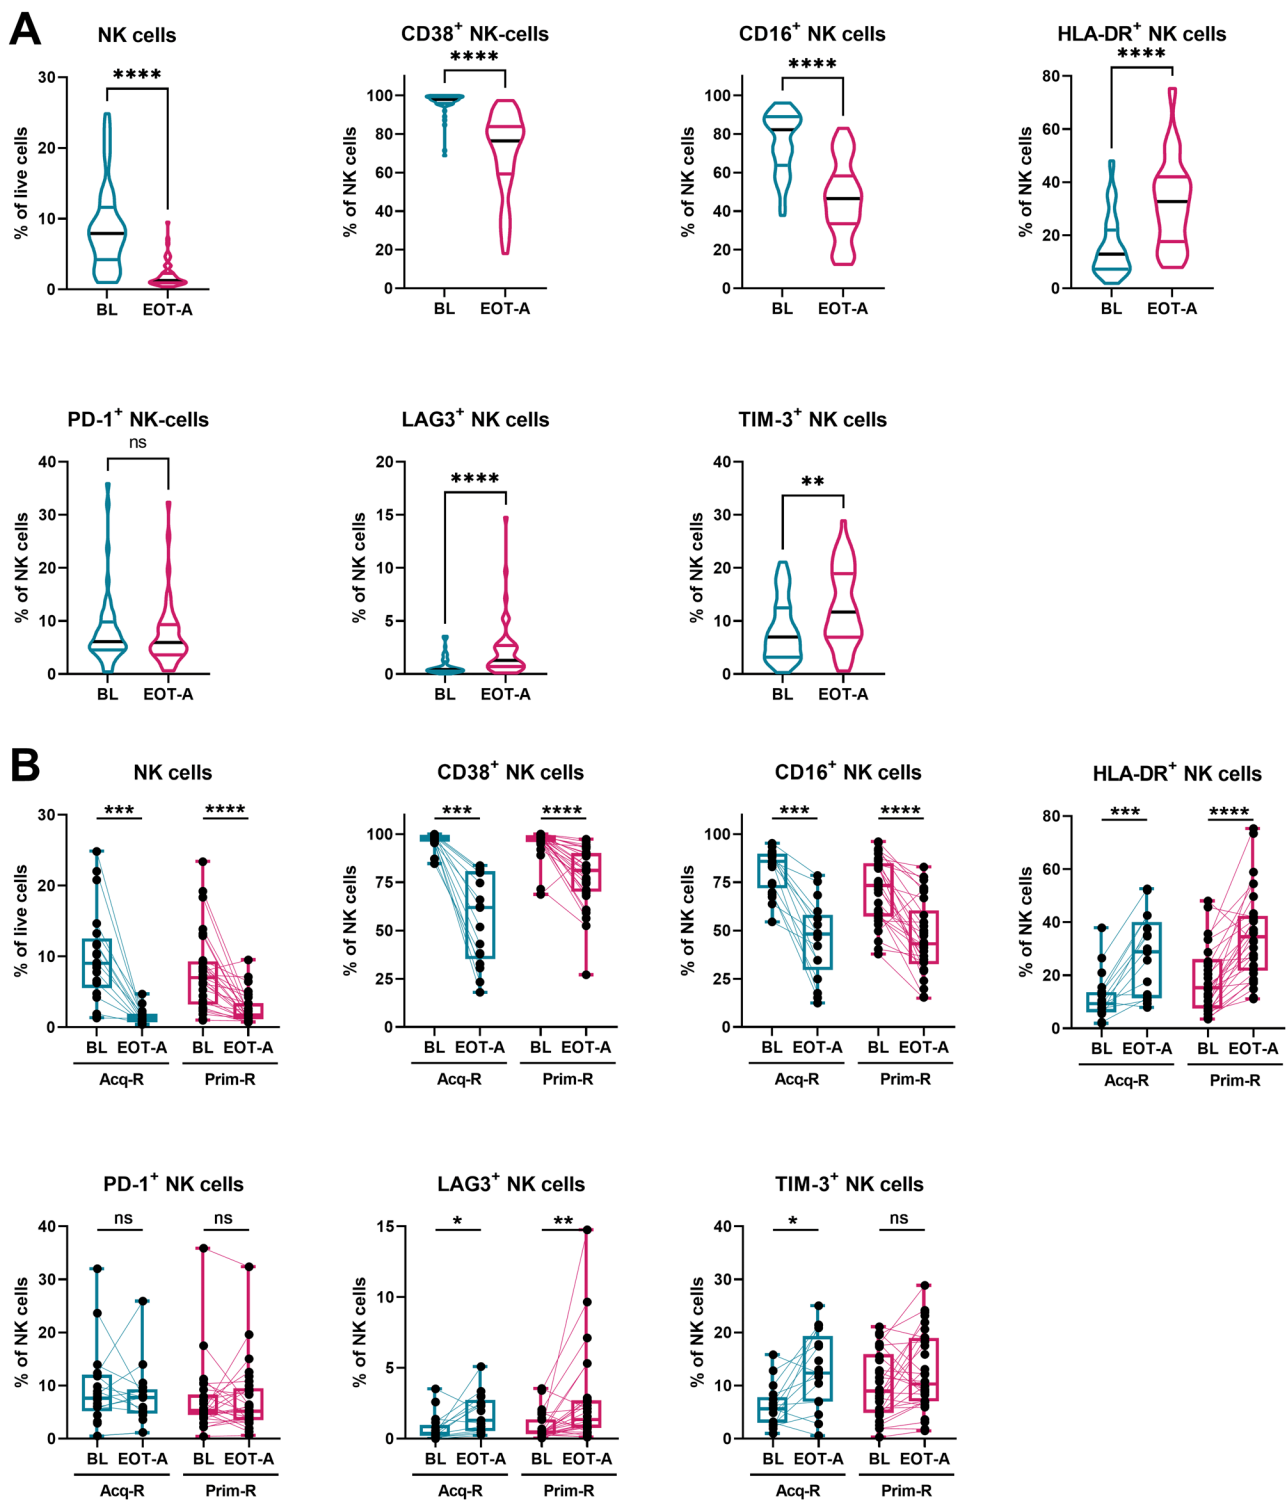 A
NK cells
****
30
20
10
0
% of live cells
BL EOT-A
CD38+ NK-cells
****
100
80
60
40
20
0
% of NK cells
BL EOT-A
CD16+ NK cells
****
100
80
60
40
20
0
% of NK cells
BL EOT-A
HLA-DR+ NK cells
****
80
60
40
20
0
% of NK cells
BL EOT-A
PD-1+ NK-cells
ns
40
30
20
10
0
% of NK cells
BL EOT-A
LAG3+ NK cells
****
20
15
10
5
0
% of NK cells
BL EOT-A
TIM-3+ NK cells
**
40
30
20
10
0
% of NK cells
BL EOT-A
B
NK cells
*** ****
30
20
10
0
% of live cells
BL EOT-A BL EOT-A
Acq-R Prim-R
CD38+ NK cells
*** ****
100
75
50
25
0
% of NK cells
BL EOT-A BL EOT-A
Acq-R Prim-R
CD16+ NK cells
*** ****
100
75
50
25
0
% of NK cells
BL EOT-A BL EOT-A
Acq-R Prim-R
HLA-DR+ NK cells
*** ****
80
60
40
20
0
% of NK cells
BL EOT-A BL EOT-A
Acq-R Prim-R
PD-1+ NK cells
ns ns
40
30
20
10
0
% of NK cells
BL EOT-A BL EOT-A
Acq-R Prim-R
LAG3+ NK cells
* **
15
10
5
0
% of NK cells
BL EOT-A BL EOT-A
Acq-R Prim-R
TIM-3+ NK cells
* ns
40
30
20
10
0
% of NK cells
BL EOT-A BL EOT-A
Acq-R Prim-R